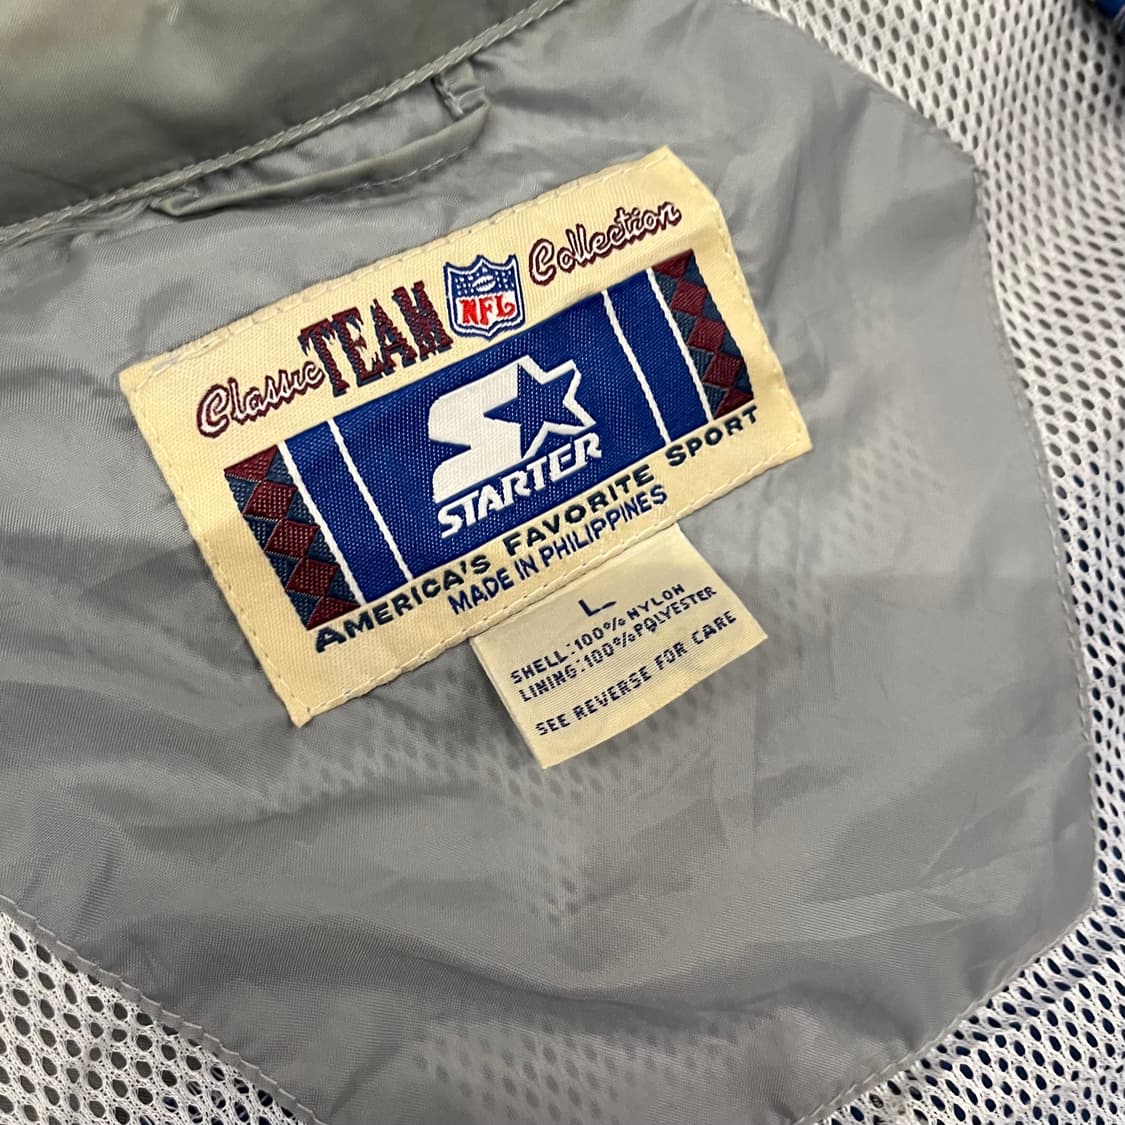 Classic TEAM NFL Collection
STARTER
AMERICA'S FAVORITE SPORT
MADE IN PHILIPPINES
L
SHELL:100% NYLON
LINING:100% POLYESTER
SEE REVERSE FOR CARE